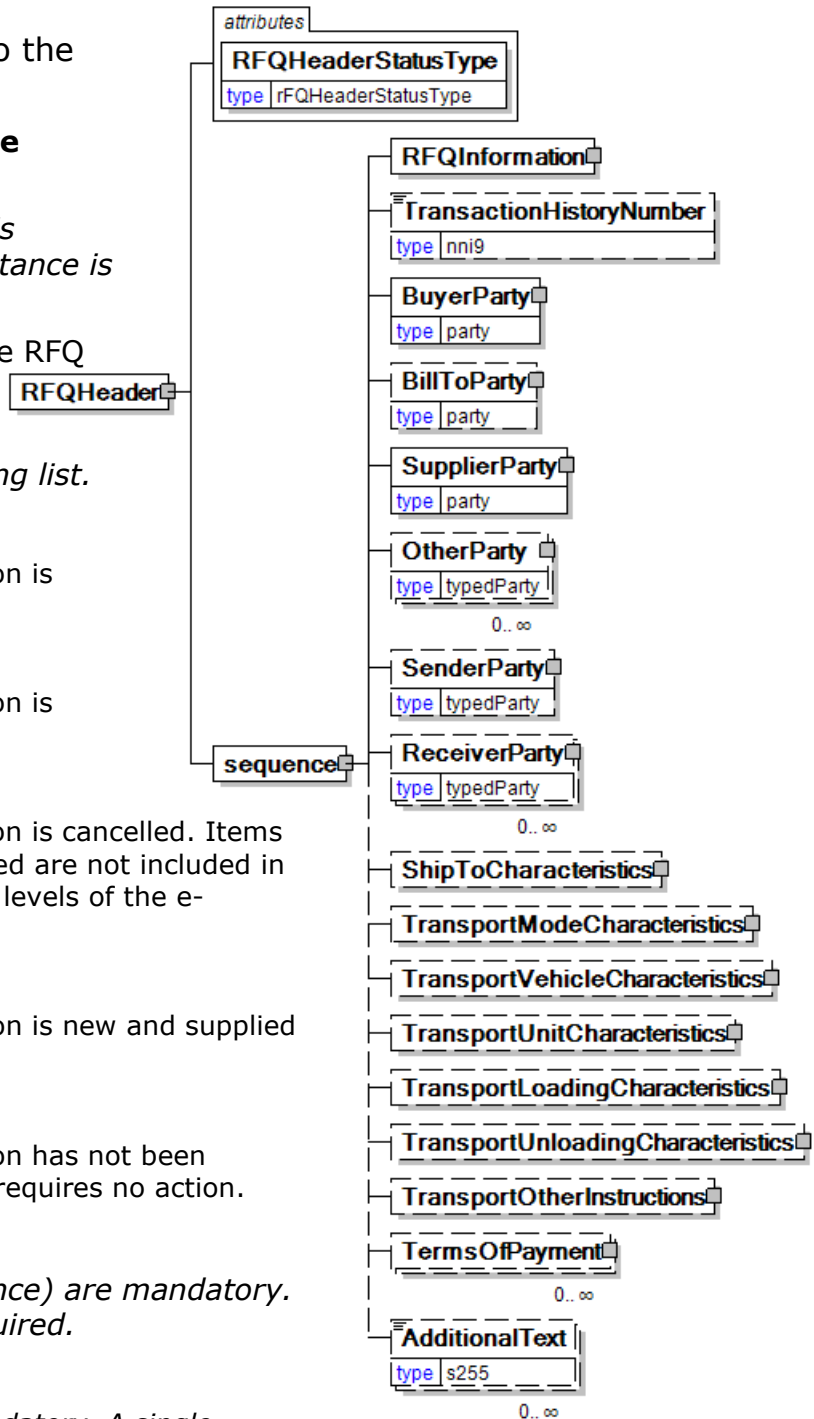 o the
e
s
tance is
e RFQ
ng list.
on is
on is
on is cancelled. Items
ed are not included in
levels of the e-
on is new and supplied
on has not been
requires no action.
nce) are mandatory.
uired.
datory. A single
attributes
RFQHeaderStatusType
type rFQHeaderStatusType
RFQHeader
sequence
RFQInformation
TransactionHistoryNumber
type nni9
BuyerParty
type party
BillToParty
type party
SupplierParty
type party
OtherParty
type typedParty
0.. ∞
SenderParty
type typedParty
ReceiverParty
type typedParty
0.. ∞
ShipToCharacteristics
TransportModeCharacteristics
TransportVehicleCharacteristics
TransportUnitCharacteristics
TransportLoadingCharacteristics
TransportUnloadingCharacteristics
TransportOtherInstructions
TermsOfPayment
0.. ∞
AdditionalText
type s255
0.. ∞